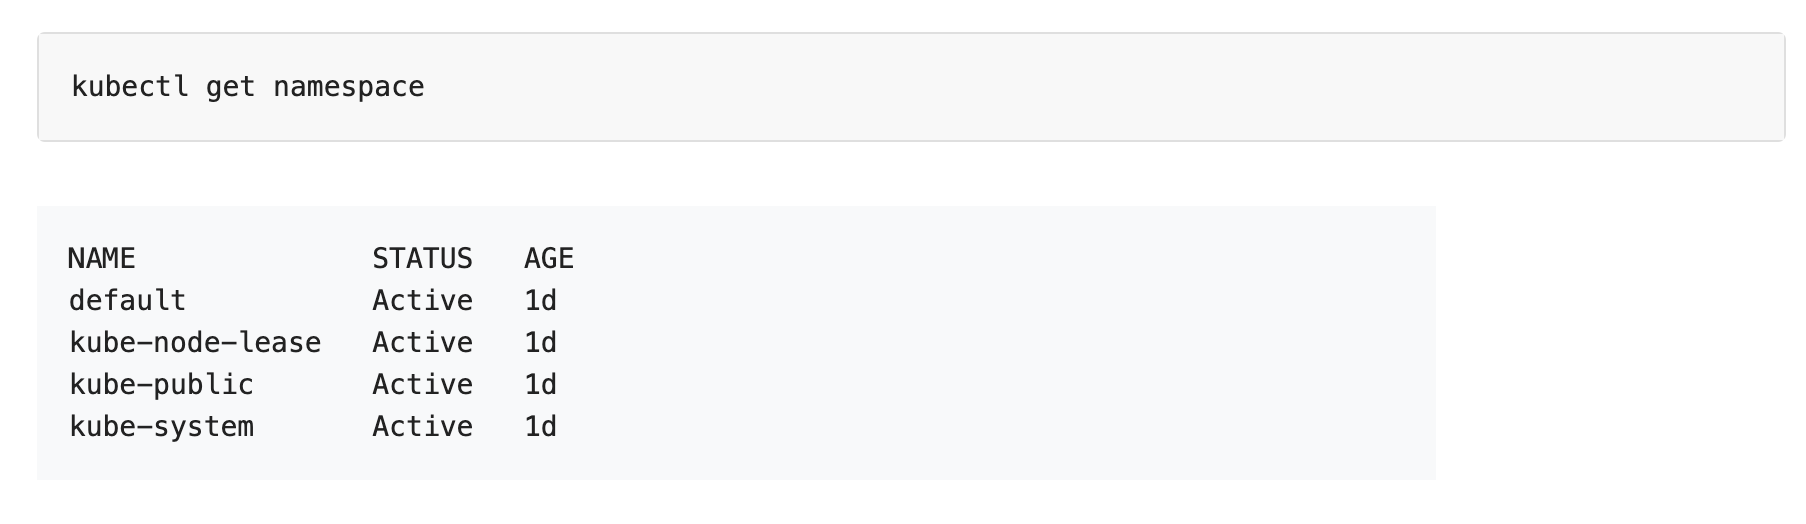 kubectl get namespace
NAME              STATUS   AGE
default           Active   1d
kube-node-lease   Active   1d
kube-public       Active   1d
kube-system       Active   1d